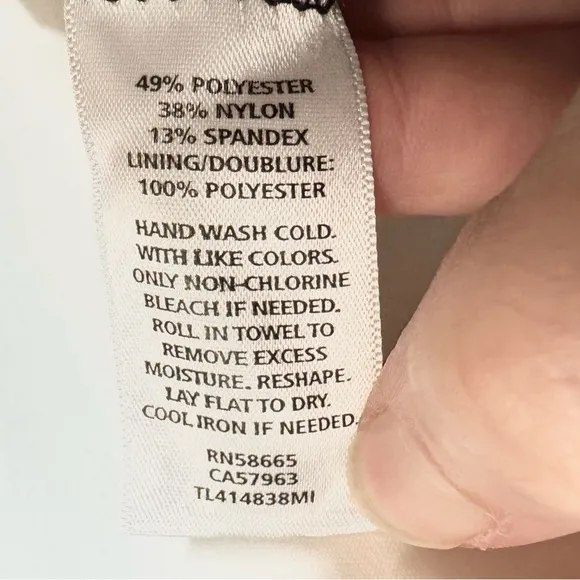 49% POLYESTER
38% NYLON
13% SPANDEX
LINING/DOUBLURE:
100% POLYESTER
HAND WASH COLD.
WITH LIKE COLORS.
ONLY NON-CHLORINE
BLEACH IF NEEDED.
ROLL IN TOWEL TO
REMOVE EXCESS
MOISTURE. RESHAPE.
LAY FLAT TO DRY.
COOL IRON IF NEEDED.
RN58665
CA57963
TL414838MI